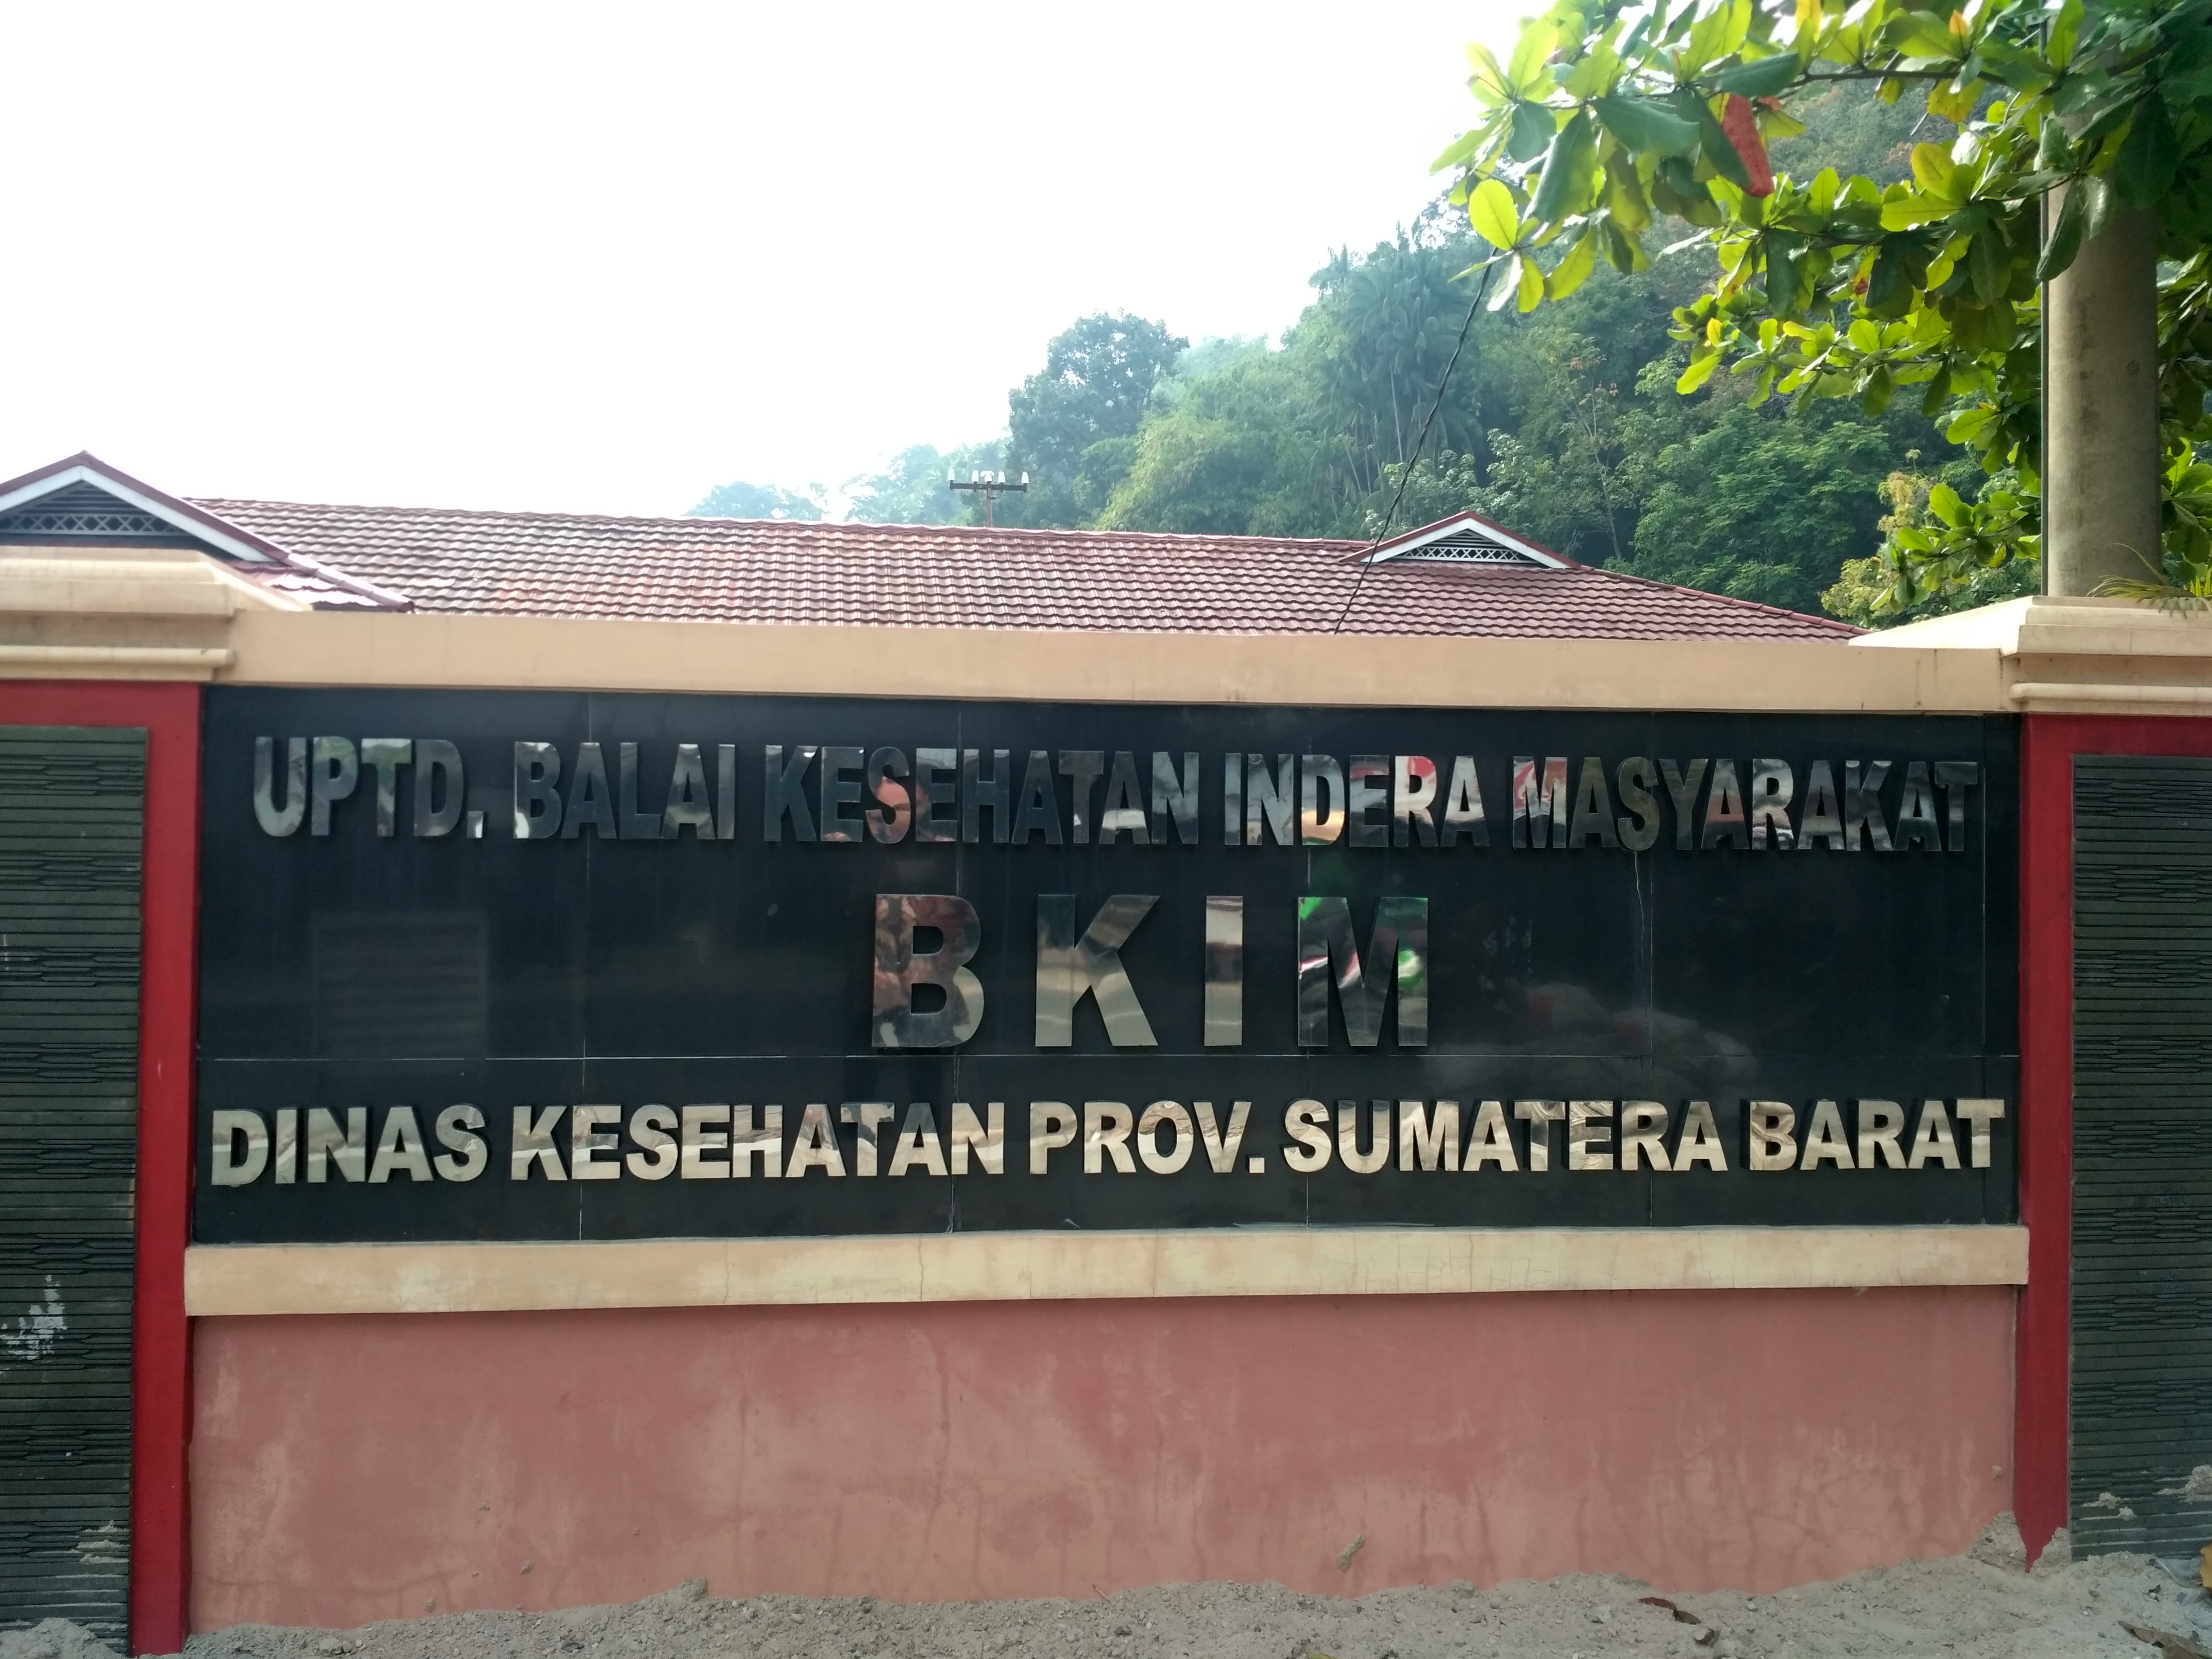 UPTD. BALAI KESEHATAN INDERA MASYARAKAT
BKIM
DINAS KESEHATAN PROV. SUMATERA BARAT